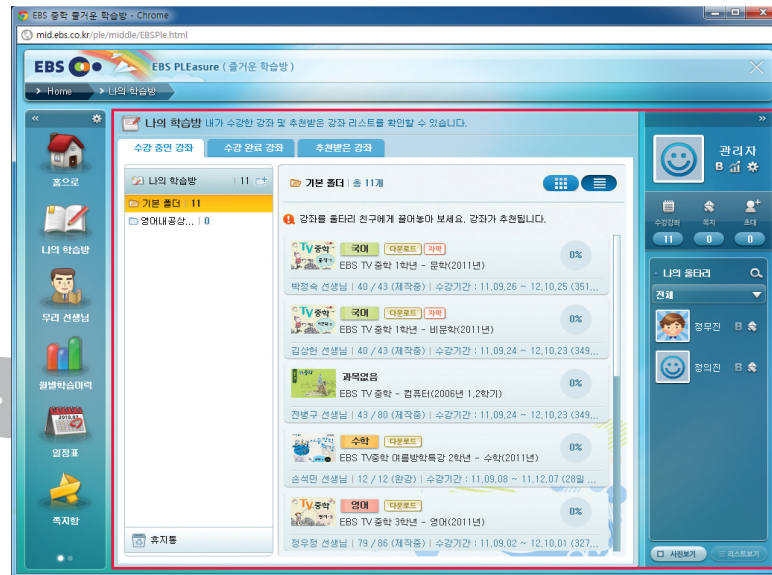 EBS 중학 즐거운 학습방 - Chrome
mid.ebs.co.kr/ple/middle/EBSPle.html
EBS
EBS PLEasure ( 즐거운 학습방 )
> Home > 나의 학습방
홈으로
나의 학습방
우리 선생님
월별학습이력
일정표
쪽지함
나의 학습방 내가 수강한 강좌 및 추천받은 강좌 리스트를 확인할 수 있습니다.
수강 중인 강좌 수강 완료 강좌 추천받은 강좌
나의 학습방 | 11
기본 폴더 | 11
영어내공상... | 0
휴지통
기본 폴더 | 총 11개
강좌를 울타리 친구에게 끌어놓아 보세요. 강좌가 추천됩니다.
TV중학 국어 다운로드 자막
EBS TV 중학 1학년 - 문학(2011년)
0%
박정숙 선생님 | 40 / 43 (제작중) | 수강기간 : 11.09.26 ~ 12.10.25 (351...
TV중학 국어 다운로드 자막
EBS TV 중학 1학년 - 비문학(2011년)
0%
김상헌 선생님 | 40 / 43 (제작중) | 수강기간 : 11.09.24 ~ 12.10.23 (349...
과목없음
EBS TV 중학 - 컴퓨터(2006년 1,2학기)
0%
전병구 선생님 | 43 / 80 (제작중) | 수강기간 : 11.09.24 ~ 12.10.23 (349...
수학 다운로드
EBS TV중학 여름방학특강 2학년 - 수학(2011년)
0%
손석민 선생님 | 12 / 12 (완강) | 수강기간 : 11.09.08 ~ 11.12.07 (28일 ...
TV중학 영어 다운로드
EBS TV 중학 3학년 - 영어(2011년)
0%
정우정 선생님 | 79 / 86 (제작중) | 수강기간 : 11.09.02 ~ 12.10.01 (327...
관리자
B
수강강좌 쪽지 초대
11 0 0
나의 울타리
전체
정무진 B
정의진 B
사진보기 리스트보기